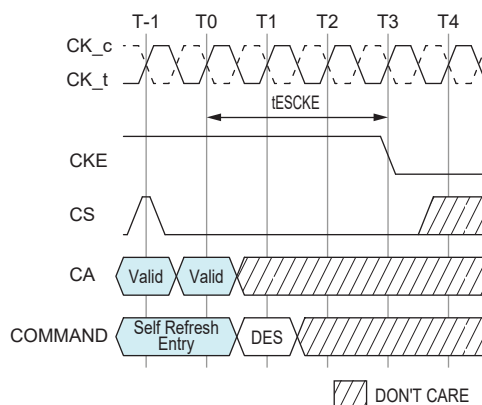 T-1 T0 T1 T2 T3 T4
CK_c
CK_t
tESCKE
CKE
CS
CA Valid Valid
COMMAND Self Refresh Entry DES
DON'T CARE